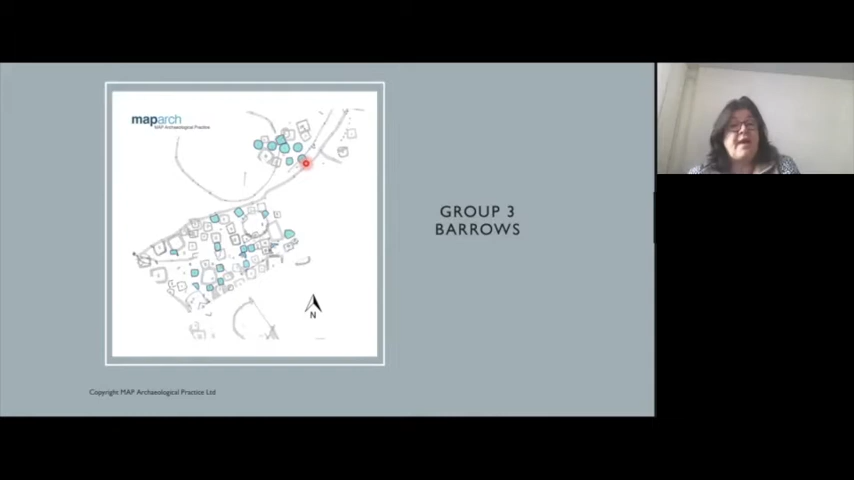 maparch
MAP Archaeological Practice
N
GROUP 3
BARROWS
Copyright MAP Archaeological Practice Ltd